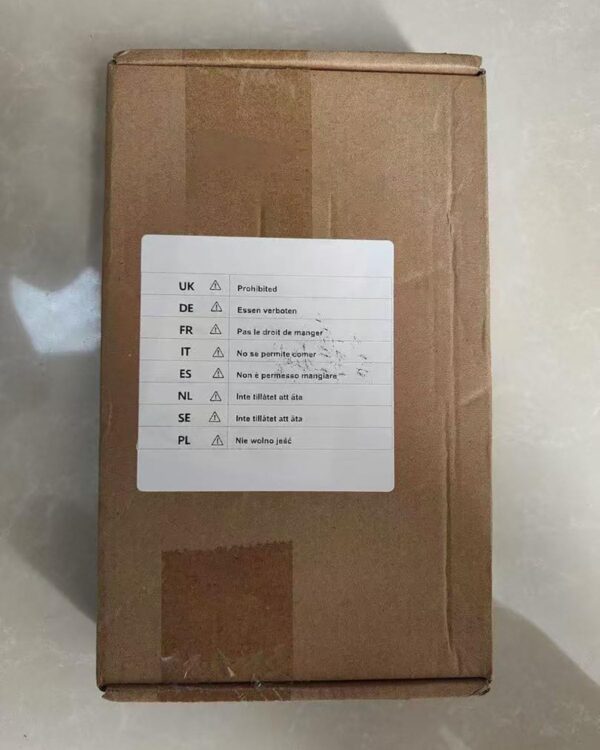 UK ⚠ Prohibited
DE ⚠ Essen verboten
FR ⚠ Pas le droit de manger
IT ⚠ No se permite comer
ES ⚠ Non è permesso mangiare
NL ⚠ Inte tillåtet att äta
SE ⚠ Inte tillåtet att äta
PL ⚠ Nie wolno jeść